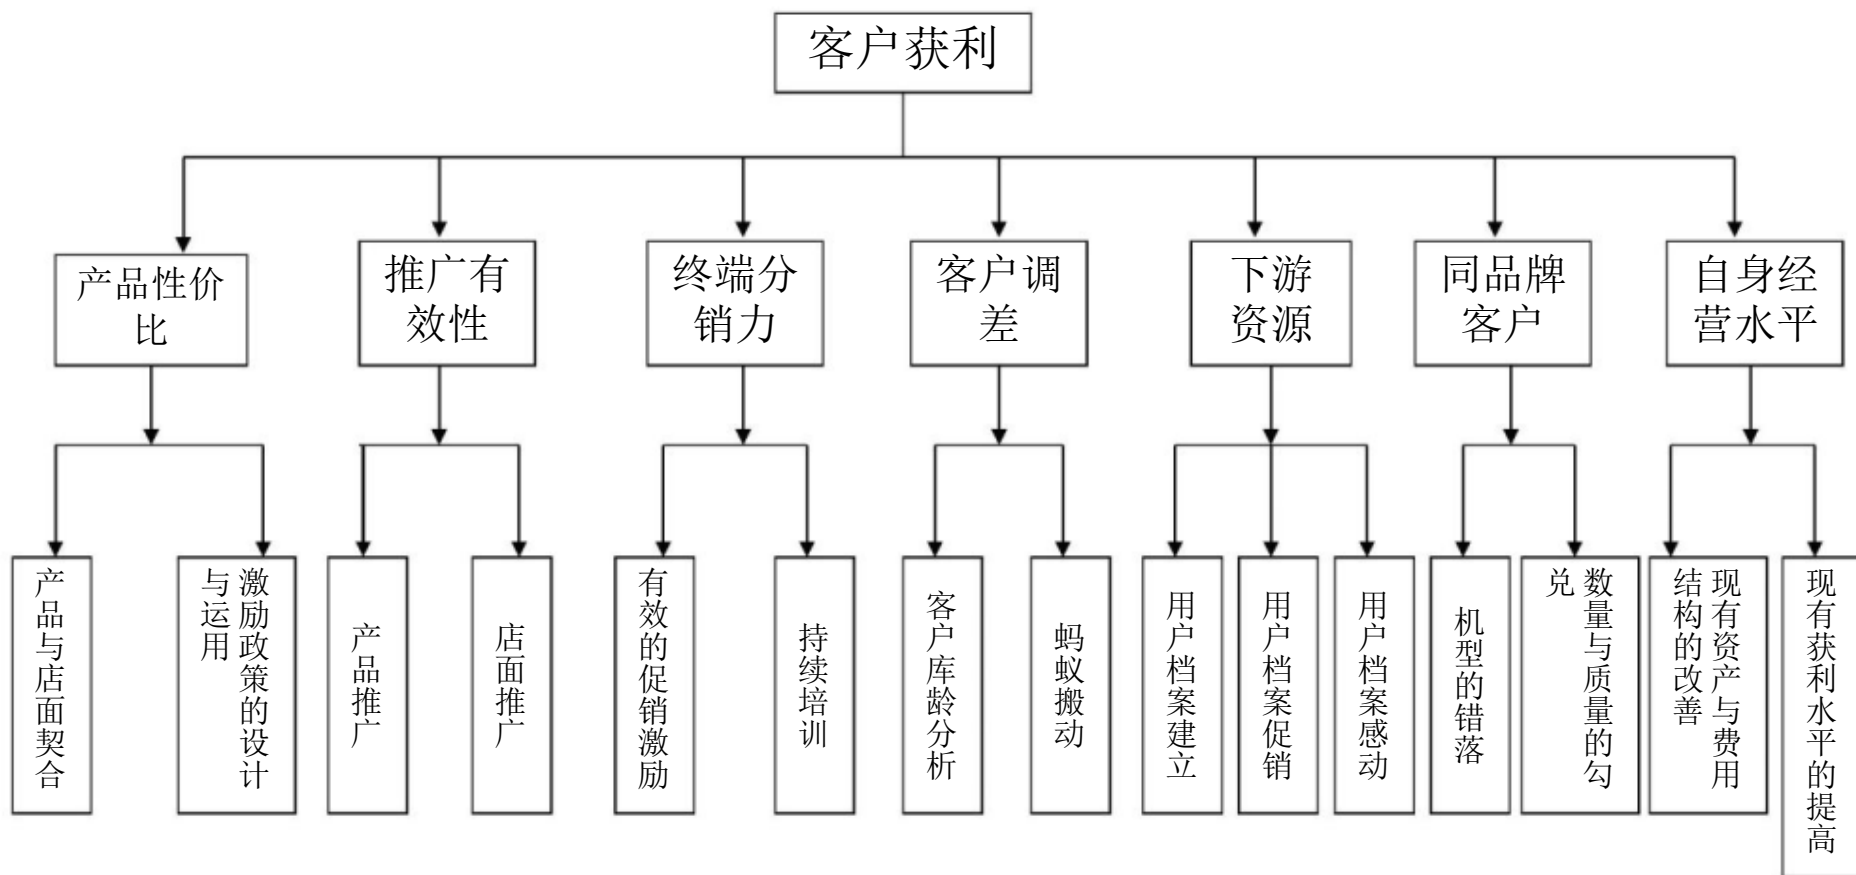 客户获利
产品性价
比
推广有
效性
终端分
销力
客户调
差
下游
资源
同品牌
客户
自身经
营水平
产品与店面契合
激励政策的设计
与运用
产品推广
店面推广
有效的促销激励
持续培训
客户库龄分析
蚂蚁搬动
用户档案建立
用户档案促销
用户档案感动
机型的错落
数量与质量的勾
兑
现有资产与费用
结构的改善
现有获利水平的提高